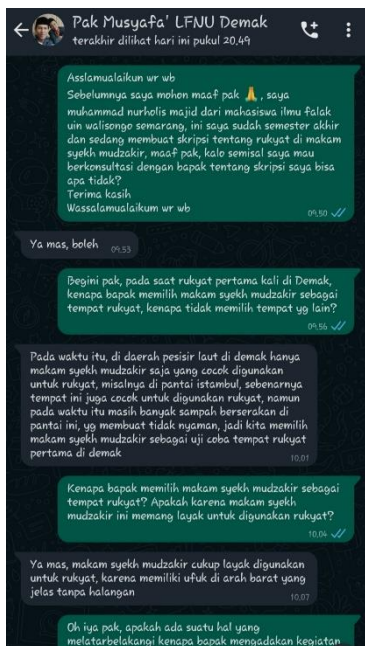 Pak Musyafa' LFNU Demak
terakhir dilihat hari ini pukul 20.49
Asslamualaikun wr wb
Sebelumnya saya mohon maaf pak 🙏, saya
muhammad nurholis majid dari mahasiswa ilmu falak
uin walisongo semarang, ini saya sudah semester akhir
dan sedang membuat skripsi tentang rukyat di makam
syekh mudzakir, maaf pak, kalo semisal saya mau
berkonsultasi dengan bapak tentang skripsi saya bisa
apa tidak?
Terima kasih
Wassalamualaikum wr wb
09.50
Ya mas, boleh
09.53
Begini pak, pada saat rukyat pertama kali di Demak,
kenapa bapak memilih makam syekh mudzakir sebagai
tempat rukyat, kenapa tidak memilih tempat yg lain?
09.56
Pada waktu itu, di daerah pesisir laut di demak hanya
makam syekh mudzakir saja yang cocok digunakan
untuk rukyat, misalnya di pantai istambul, sebenarnya
tempat ini juga cocok untuk digunakan rukyat, namun
pada waktu itu masih banyak sampah berserakan di
pantai ini, yg membuat tidak nyaman, jadi kita memilih
makam syekh mudzakir sebagai uji coba tempat rukyat
pertama di demak
10.01
Kenapa bapak memilih makam syekh mudzakir sebagai
tempat rukyat? Apakah karena makam syekh
mudzakir ini memang layak untuk digunakan rukyat?
10.04
Ya mas, makam syekh mudzakir cukup layak digunakan
untuk rukyat, karena memiliki ufuk di arah barat yang
jelas tanpa halangan
10.07
Oh iya pak, apakah ada suatu hal yang
melatarbelakangi kenapa bapak mengadakan kegiatan